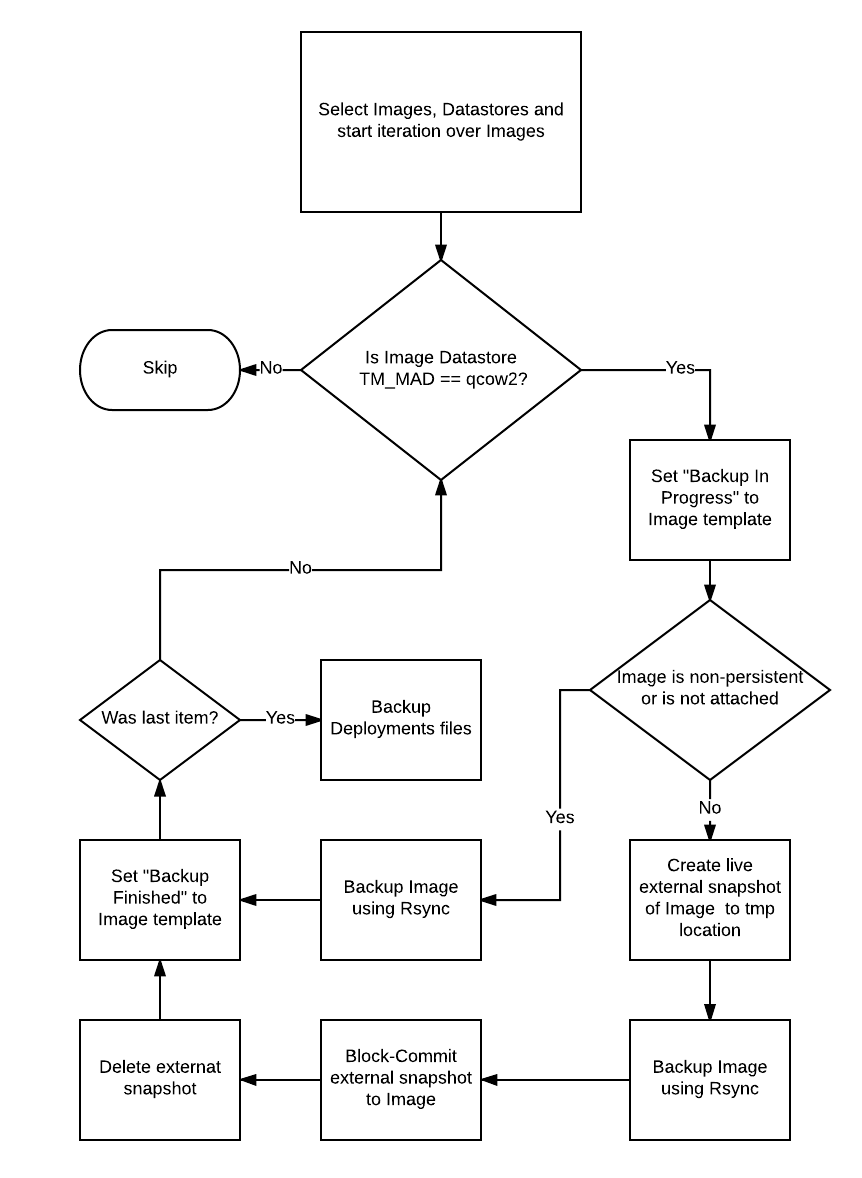 Select Images, Datastores and
start iteration over Images
Is Image Datastore
TM_MAD == qcow2?
No
Skip
Yes
Set "Backup In
Progress" to
Image template
Image is non-persistent
or is not attached
No
Was last item?
Yes
Backup
Deployments files
Yes
No
Set "Backup
Finished" to
Image template
Backup Image
using Rsync
Create live
external snapshot
of Image to tmp
location
Delete externat
snapshot
Block-Commit
external snapshot
to Image
Backup Image
using Rsync